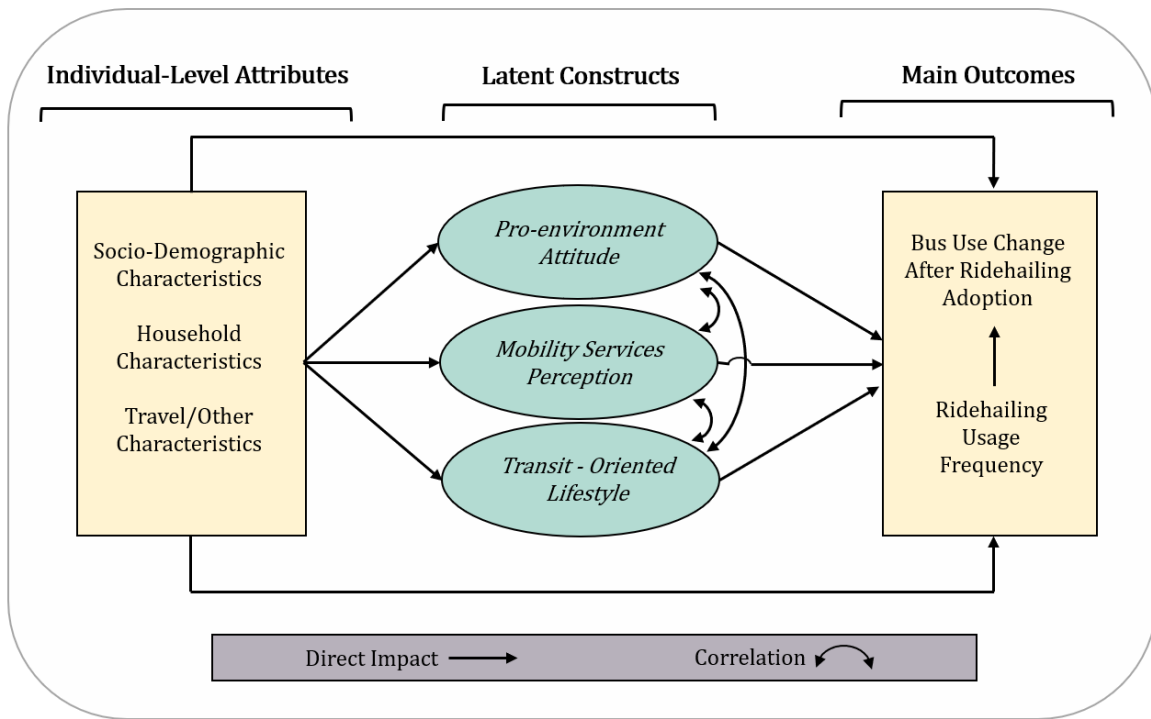 Individual-Level Attributes
Latent Constructs
Main Outcomes
Socio-Demographic
Characteristics
Household
Characteristics
Travel/Other
Characteristics
Pro-environment
Attitude
Mobility Services
Perception
Transit - Oriented
Lifestyle
Bus Use Change
After Ridehailing
Adoption
Ridehailing
Usage
Frequency
Direct Impact
Correlation